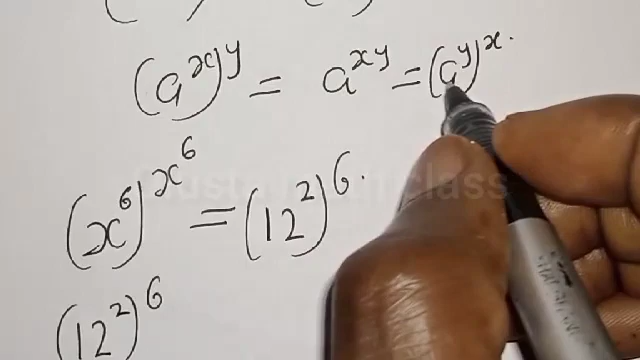 (a^x)^y = a^{xy} = (a^y)^x.
(x^6)^{x^6} = (12^2)^6.
(12^2)^6